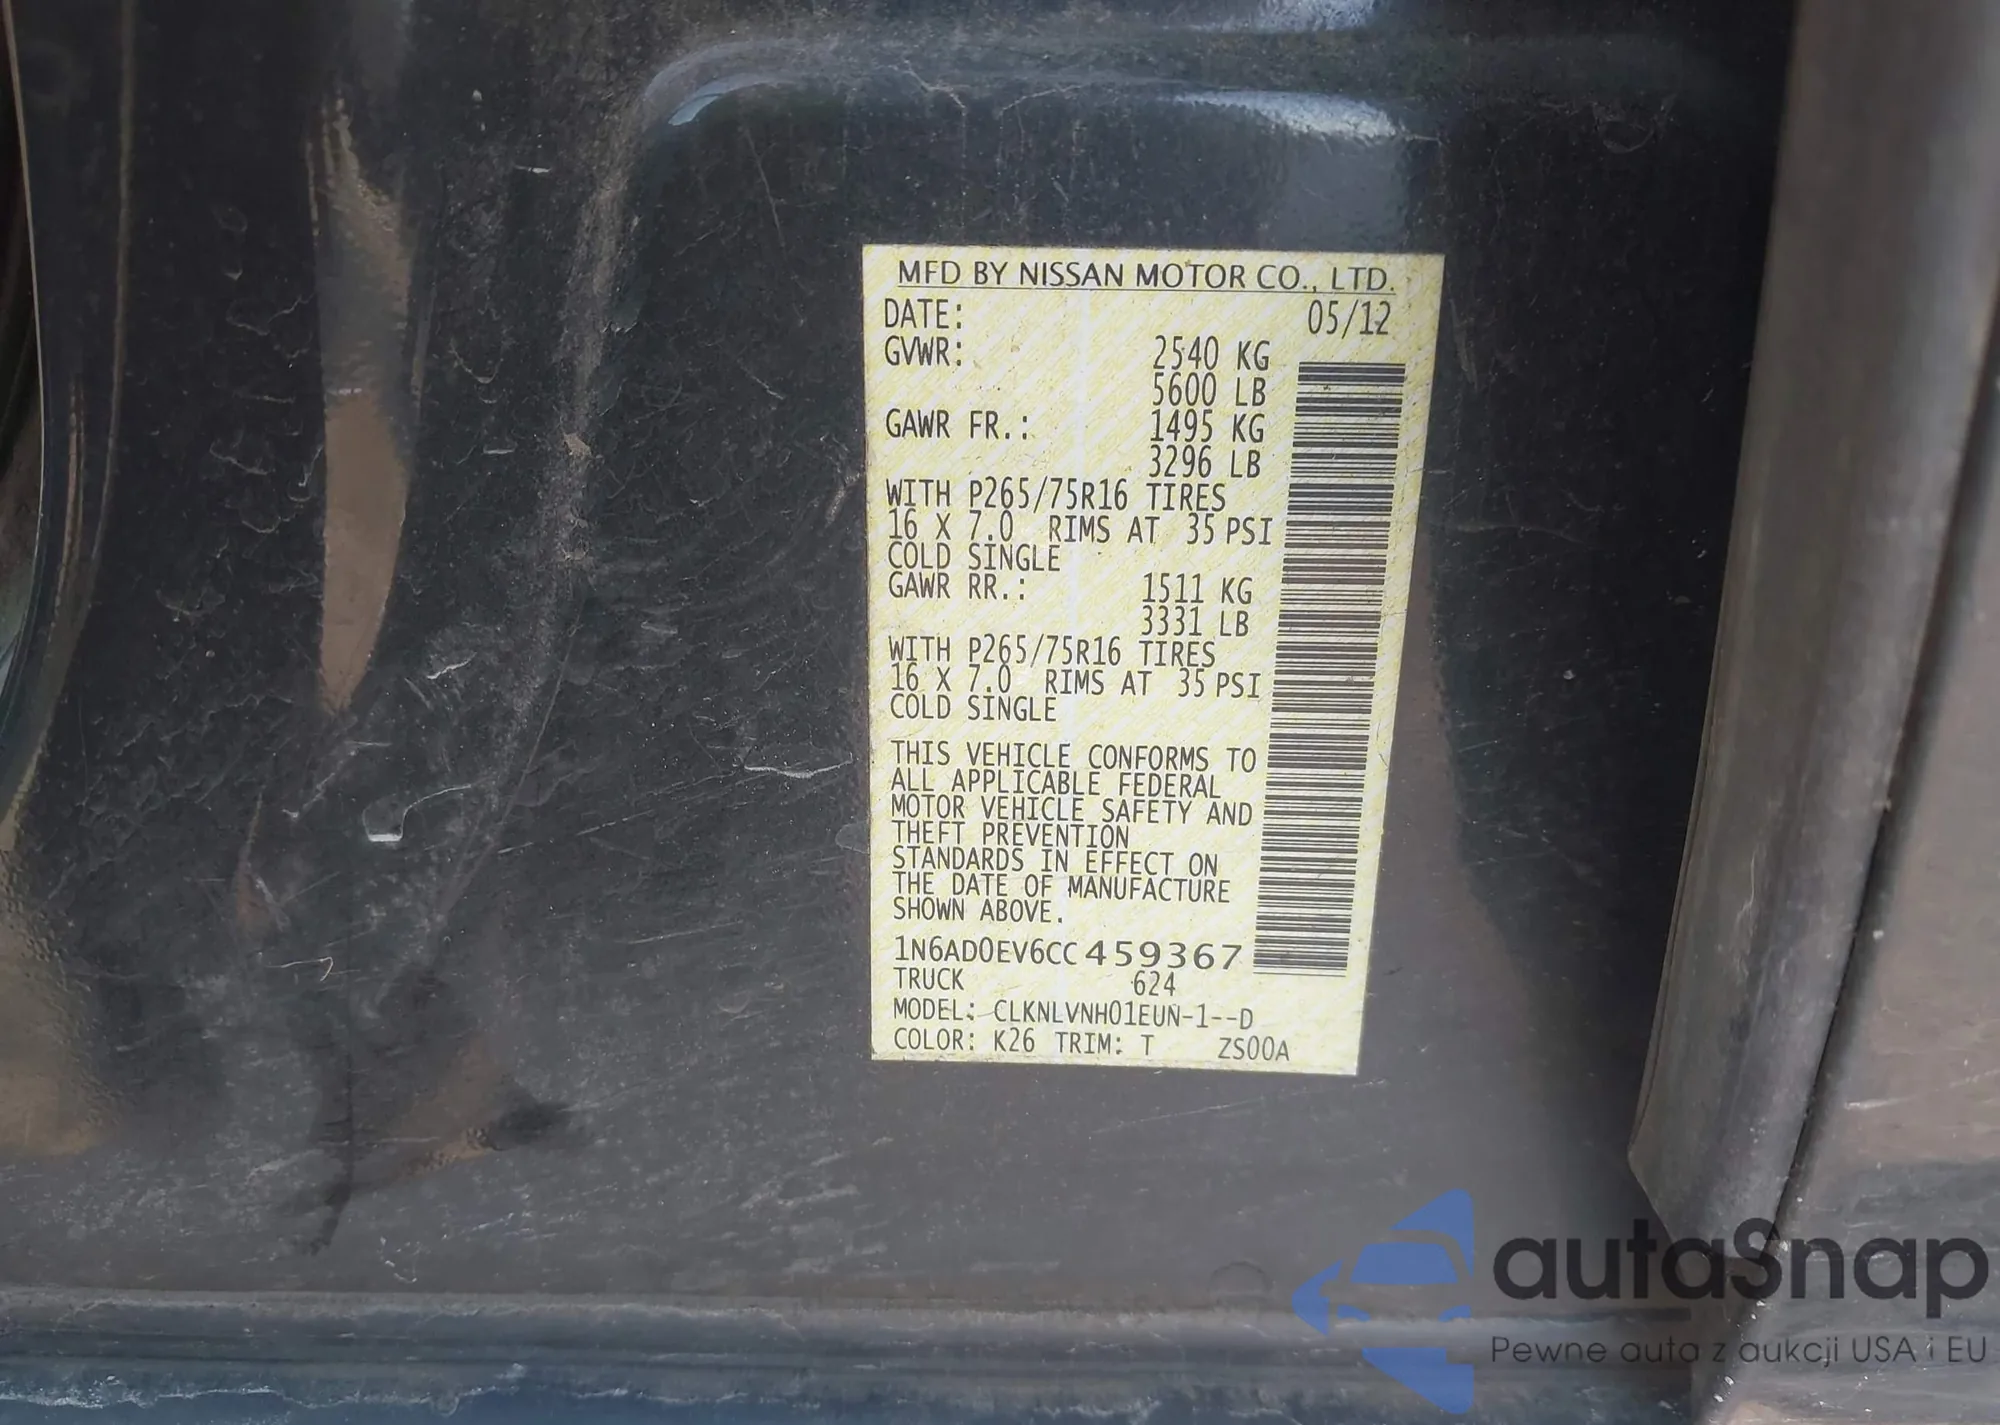 MFD BY NISSAN MOTOR CO., LTD.
DATE: 05/12
GVWR: 2540 KG
5600 LB
GAWR FR.: 1495 KG
3296 LB
WITH P265/75R16 TIRES
16 X 7.0 RIMS AT 35 PSI
COLD SINGLE
GAWR RR.: 1511 KG
3331 LB
WITH P265/75R16 TIRES
16 X 7.0 RIMS AT 35 PSI
COLD SINGLE
THIS VEHICLE CONFORMS TO
ALL APPLICABLE FEDERAL
MOTOR VEHICLE SAFETY AND
THEFT PREVENTION
STANDARDS IN EFFECT ON
THE DATE OF MANUFACTURE
SHOWN ABOVE.
1N6AD0EV6CC459367
TRUCK 624
MODEL: CLKNLVNH01EUN-1--D
COLOR: K26 TRIM: T ZS00A
autaSnap
Pewne auta z aukcji USA i EU